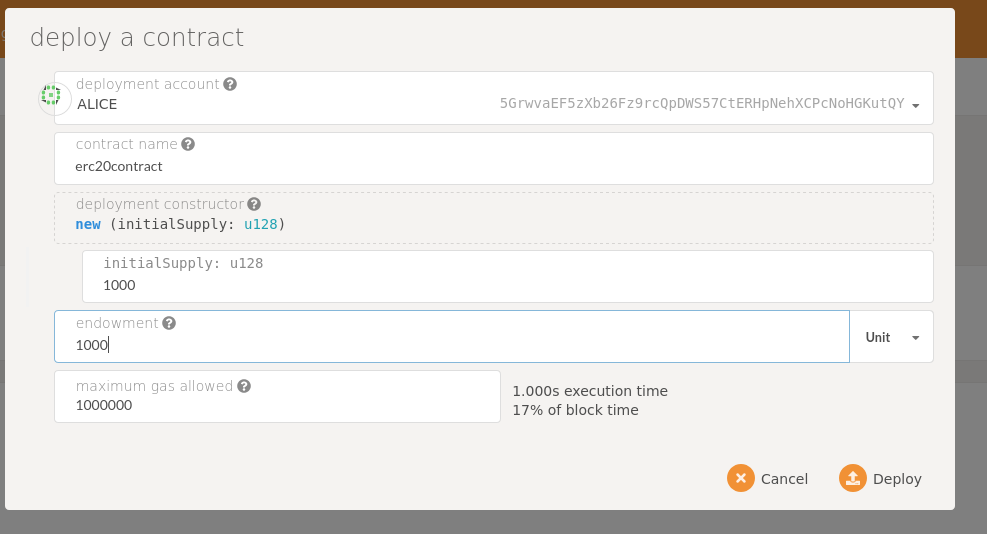 deploy a contract
deployment account
ALICE 5GrwvaEF5zXb26Fz9rcQpDWS57CtERHpNehXCPcNoHGKutQY
contract name
erc20contract
deployment constructor
new (initialSupply: u128)
initialSupply: u128
1000
endowment
1000 Unit
maximum gas allowed
1000000
1.000s execution time
17% of block time
Cancel Deploy